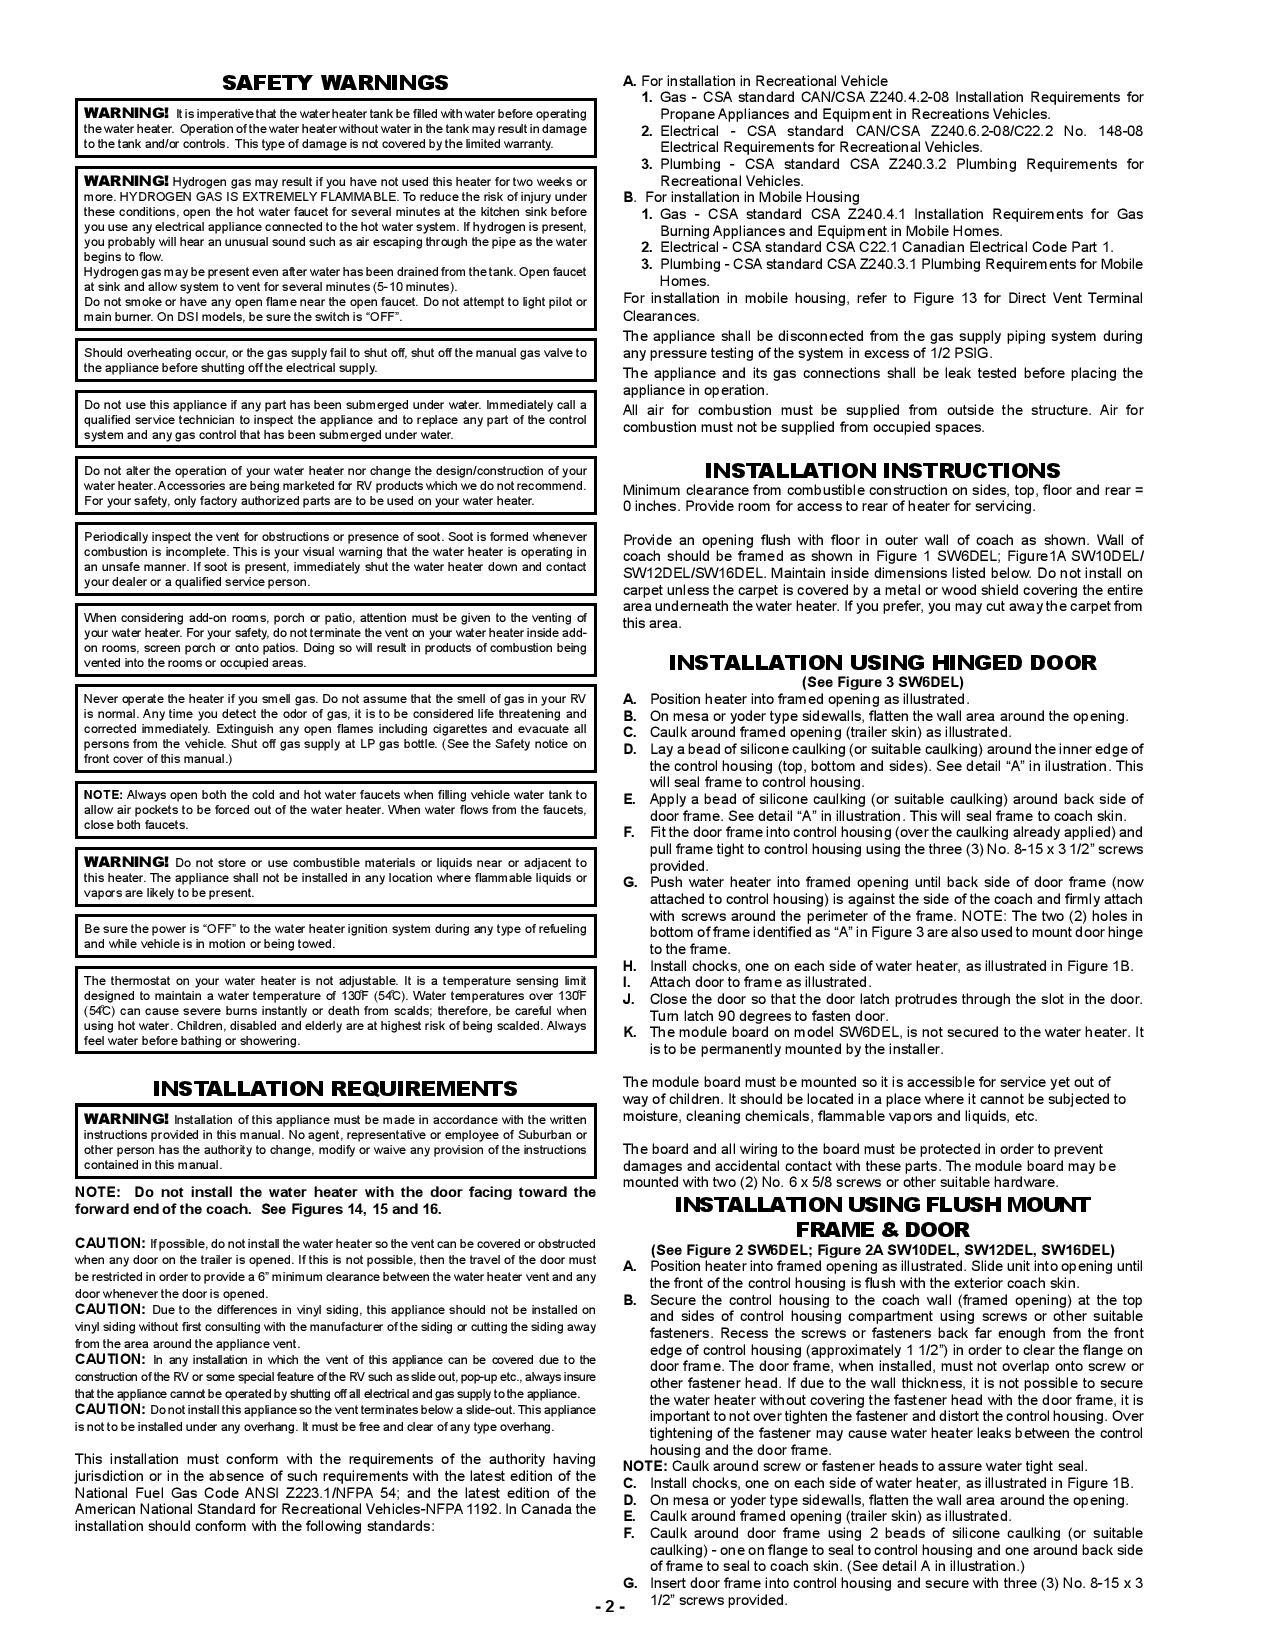 SAFETY WARNINGS
WARNING! It is imperative that the water heater tank be filled with water before operating
the water heater. Operation of the water heater without water in the tank may result in damage
to the tank and/or controls. This type of damage is not covered by the limited warranty.
WARNING! Hydrogen gas may result if you have not used this heater for two weeks or
more. HYDROGEN GAS IS EXTREMELY FLAMMABLE. To reduce the risk of injury under
these conditions, open the hot water faucet for several minutes at the kitchen sink before
you use any electrical appliance connected to the hot water system. If hydrogen is present,
you probably will hear an unusual sound such as air escaping through the pipe as the water
begins to flow.
Hydrogen gas may be present even after water has been drained from the tank. Open faucet
at sink and allow system to vent for several minutes (5-10 minutes).
Do not smoke or have any open flame near the open faucet. Do not attempt to light pilot or
main burner. On DSI models, be sure the switch is “OFF”.
Should overheating occur, or the gas supply fail to shut off, shut off the manual gas valve to
the appliance before shutting off the electrical supply.
Do not use this appliance if any part has been submerged under water. Immediately call a
qualified service technician to inspect the appliance and to replace any part of the control
system and any gas control that has been submerged under water.
Do not alter the operation of your water heater nor change the design/construction of your
water heater. Accessories are being marketed for RV products which we do not recommend.
For your safety, only factory authorized parts are to be used on your water heater.
Periodically inspect the vent for obstructions or presence of soot. Soot is formed whenever
combustion is incomplete. This is your visual warning that the water heater is operating in
an unsafe manner. If soot is present, immediately shut the water heater down and contact
your dealer or a qualified service person.
When considering add-on rooms, porch or patio, attention must be given to the venting of
your water heater. For your safety, do not terminate the vent on your water heater inside add-
on rooms, screen porch or onto patios. Doing so will result in products of combustion being
vented into the rooms or occupied areas.
Never operate the heater if you smell gas. Do not assume that the smell of gas in your RV
is normal. Any time you detect the odor of gas, it is to be considered life threatening and
corrected immediately. Extinguish any open flames including cigarettes and evacuate all
persons from the vehicle. Shut off gas supply at LP gas bottle. (See the Safety notice on
front cover of this manual.)
NOTE: Always open both the cold and hot water faucets when filling vehicle water tank to
allow air pockets to be forced out of the water heater. When water flows from the faucets,
close both faucets.
WARNING! Do not store or use combustible materials or liquids near or adjacent to
this heater. The appliance shall not be installed in any location where flammable liquids or
vapors are likely to be present.
Be sure the power is “OFF” to the water heater ignition system during any type of refueling
and while vehicle is in motion or being towed.
The thermostat on your water heater is not adjustable. It is a temperature sensing limit
designed to maintain a water temperature of 130°F (54°C). Water temperatures over 130°F
(54°C) can cause severe burns instantly or death from scalds; therefore, be careful when
using hot water. Children, disabled and elderly are at highest risk of being scalded. Always
feel water before bathing or showering.
INSTALLATION REQUIREMENTS
WARNING! Installation of this appliance must be made in accordance with the written
instructions provided in this manual. No agent, representative or employee of Suburban or
other person has the authority to change, modify or waive any provision of the instructions
contained in this manual.
NOTE: Do not install the water heater with the door facing toward the
forward end of the coach. See Figures 14, 15 and 16.
CAUTION: If possible, do not install the water heater so the vent can be covered or obstructed
when any door on the trailer is opened. If this is not possible, then the travel of the door must
be restricted in order to provide a 6” minimum clearance between the water heater vent and any
door whenever the door is opened.
CAUTION: Due to the differences in vinyl siding, this appliance should not be installed on
vinyl siding without first consulting with the manufacturer of the siding or cutting the siding away
from the area around the appliance vent.
CAUTION: In any installation in which the vent of this appliance can be covered due to the
construction of the RV or some special feature of the RV such as slide out, pop-up etc., always insure
that the appliance cannot be operated by shutting off all electrical and gas supply to the appliance.
CAUTION: Do not install this appliance so the vent terminates below a slide-out. This appliance
is not to be installed under any overhang. It must be free and clear of any type overhang.
This installation must conform with the requirements of the authority having
jurisdiction or in the absence of such requirements with the latest edition of the
National Fuel Gas Code ANSI Z223.1/NFPA 54; and the latest edition of the
American National Standard for Recreational Vehicles-NFPA 1192. In Canada the
installation should conform with the following standards:
A. For installation in Recreational Vehicle
1. Gas - CSA standard CAN/CSA Z240.4.2-08 Installation Requirements for
Propane Appliances and Equipment in Recreations Vehicles.
2. Electrical - CSA standard CAN/CSA Z240.6.2-08/C22.2 No. 148-08
Electrical Requirements for Recreational Vehicles.
3. Plumbing - CSA standard CSA Z240.3.2 Plumbing Requirements for
Recreational Vehicles.
B. For installation in Mobile Housing
1. Gas - CSA standard CSA Z240.4.1 Installation Requirements for Gas
Burning Appliances and Equipment in Mobile Homes.
2. Electrical - CSA standard CSA C22.1 Canadian Electrical Code Part 1.
3. Plumbing - CSA standard CSA Z240.3.1 Plumbing Requirements for Mobile
Homes.
For installation in mobile housing, refer to Figure 13 for Direct Vent Terminal
Clearances.
The appliance shall be disconnected from the gas supply piping system during
any pressure testing of the system in excess of 1/2 PSIG.
The appliance and its gas connections shall be leak tested before placing the
appliance in operation.
All air for combustion must be supplied from outside the structure. Air for
combustion must not be supplied from occupied spaces.
INSTALLATION INSTRUCTIONS
Minimum clearance from combustible construction on sides, top, floor and rear =
0 inches. Provide room for access to rear of heater for servicing.
Provide an opening flush with floor in outer wall of coach as shown. Wall of
coach should be framed as shown in Figure 1 SW6DEL; Figure1A SW10DEL/
SW12DEL/SW16DEL. Maintain inside dimensions listed below. Do not install on
carpet unless the carpet is covered by a metal or wood shield covering the entire
area underneath the water heater. If you prefer, you may cut away the carpet from
this area.
INSTALLATION USING HINGED DOOR
(See Figure 3 SW6DEL)
A. Position heater into framed opening as illustrated.
B. On mesa or yoder type sidewalls, flatten the wall area around the opening.
C. Caulk around framed opening (trailer skin) as illustrated.
D. Lay a bead of silicone caulking (or suitable caulking) around the inner edge of
the control housing (top, bottom and sides). See detail “A” in ilustration. This
will seal frame to control housing.
E. Apply a bead of silicone caulking (or suitable caulking) around back side of
door frame. See detail “A” in illustration. This will seal frame to coach skin.
F. Fit the door frame into control housing (over the caulking already applied) and
pull frame tight to control housing using the three (3) No. 8-15 x 3 1/2” screws
provided.
G. Push water heater into framed opening until back side of door frame (now
attached to control housing) is against the side of the coach and firmly attach
with screws around the perimeter of the frame. NOTE: The two (2) holes in
bottom of frame identified as “A” in Figure 3 are also used to mount door hinge
to the frame.
H. Install chocks, one on each side of water heater, as illustrated in Figure 1B.
I. Attach door to frame as illustrated.
J. Close the door so that the door latch protrudes through the slot in the door.
Turn latch 90 degrees to fasten door.
K. The module board on model SW6DEL, is not secured to the water heater. It
is to be permanently mounted by the installer.
The module board must be mounted so it is accessible for service yet out of
way of children. It should be located in a place where it cannot be subjected to
moisture, cleaning chemicals, flammable vapors and liquids, etc.
The board and all wiring to the board must be protected in order to prevent
damages and accidental contact with these parts. The module board may be
mounted with two (2) No. 6 x 5/8 screws or other suitable hardware.
INSTALLATION USING FLUSH MOUNT
FRAME & DOOR
(See Figure 2 SW6DEL; Figure 2A SW10DEL, SW12DEL, SW16DEL)
A. Position heater into framed opening as illustrated. Slide unit into opening until
the front of the control housing is flush with the exterior coach skin.
B. Secure the control housing to the coach wall (framed opening) at the top
and sides of control housing compartment using screws or other suitable
fasteners. Recess the screws or fasteners back far enough from the front
edge of control housing (approximately 1 1/2”) in order to clear the flange on
door frame. The door frame, when installed, must not overlap onto screw or
other fastener head. If due to the wall thickness, it is not possible to secure
the water heater without covering the fastener head with the door frame, it is
important to not over tighten the fastener and distort the control housing. Over
tightening of the fastener may cause water heater leaks between the control
housing and the door frame.
NOTE: Caulk around screw or fastener heads to assure water tight seal.
C. Install chocks, one on each side of water heater, as illustrated in Figure 1B.
D. On mesa or yoder type sidewalls, flatten the wall area around the opening.
E. Caulk around framed opening (trailer skin) as illustrated.
F. Caulk around door frame using 2 beads of silicone caulking (or suitable
caulking) - one on flange to seal to control housing and one around back side
of frame to seal to coach skin. (See detail A in illustration.)
G. Insert door frame into control housing and secure with three (3) No. 8-15 x 3
1/2” screws provided.
- 2 -